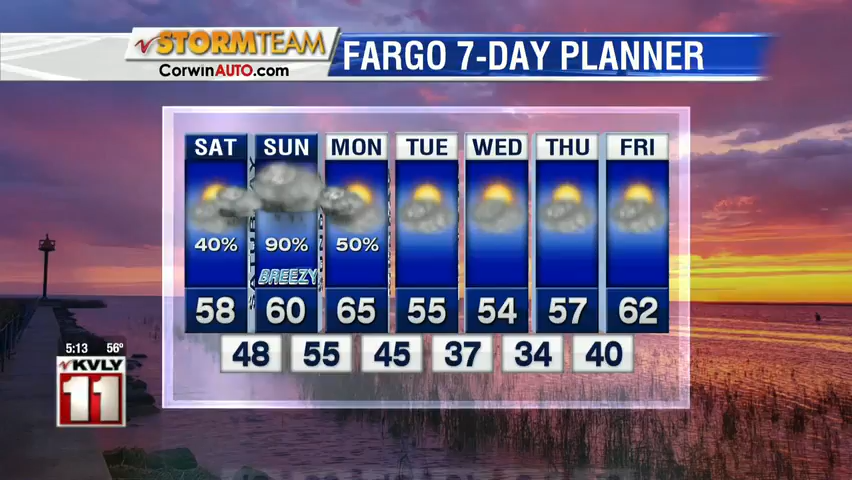 STORMTEAM
CorwinAUTO.com
FARGO 7-DAY PLANNER
SAT SUN MON TUE WED THU FRI
40% 90% 50%
BREEZY
58 60 65 55 54 57 62
48 55 45 37 34 40
5:13 56°
KVLY
11